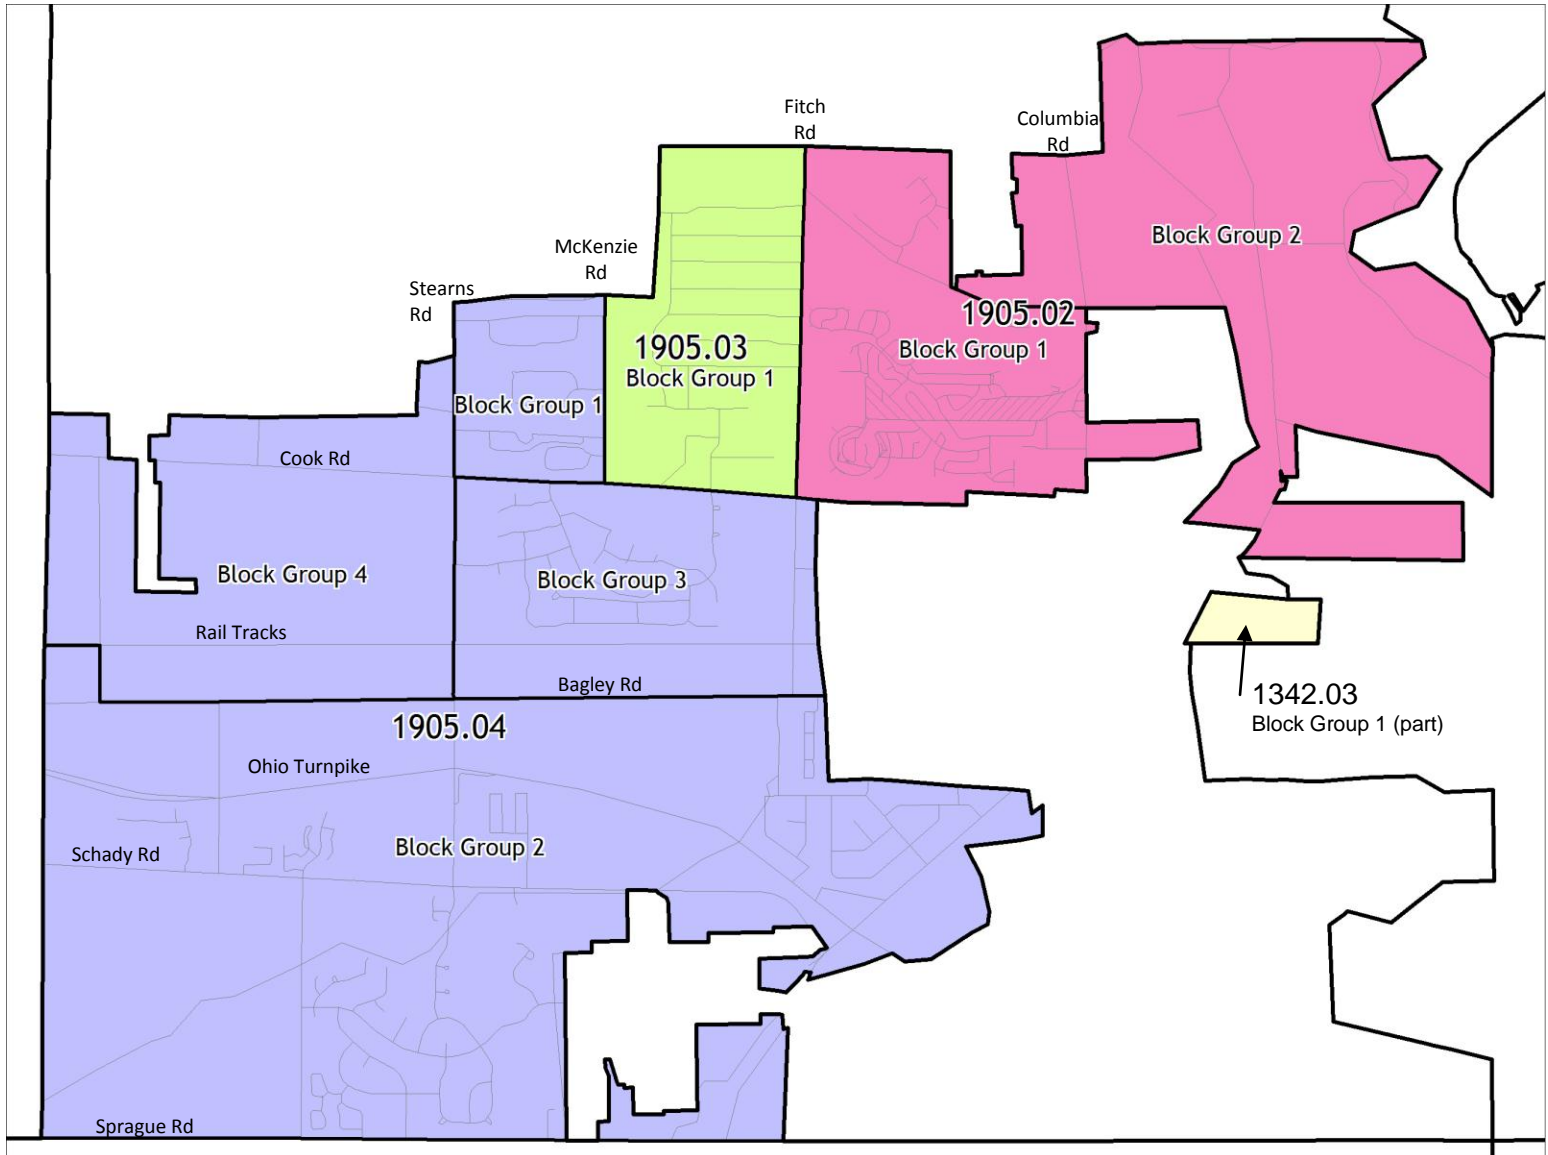 Fitch
Rd
Columbia
Rd
Block Group 2
McKenzie
Rd
Stearns
Rd
1905.02
Block Group 1
1905.03
Block Group 1
Block Group 1
Cook Rd
Block Group 4
Block Group 3
Rail Tracks
Bagley Rd
1342.03
Block Group 1 (part)
1905.04
Ohio Turnpike
Block Group 2
Schady Rd
Sprague Rd